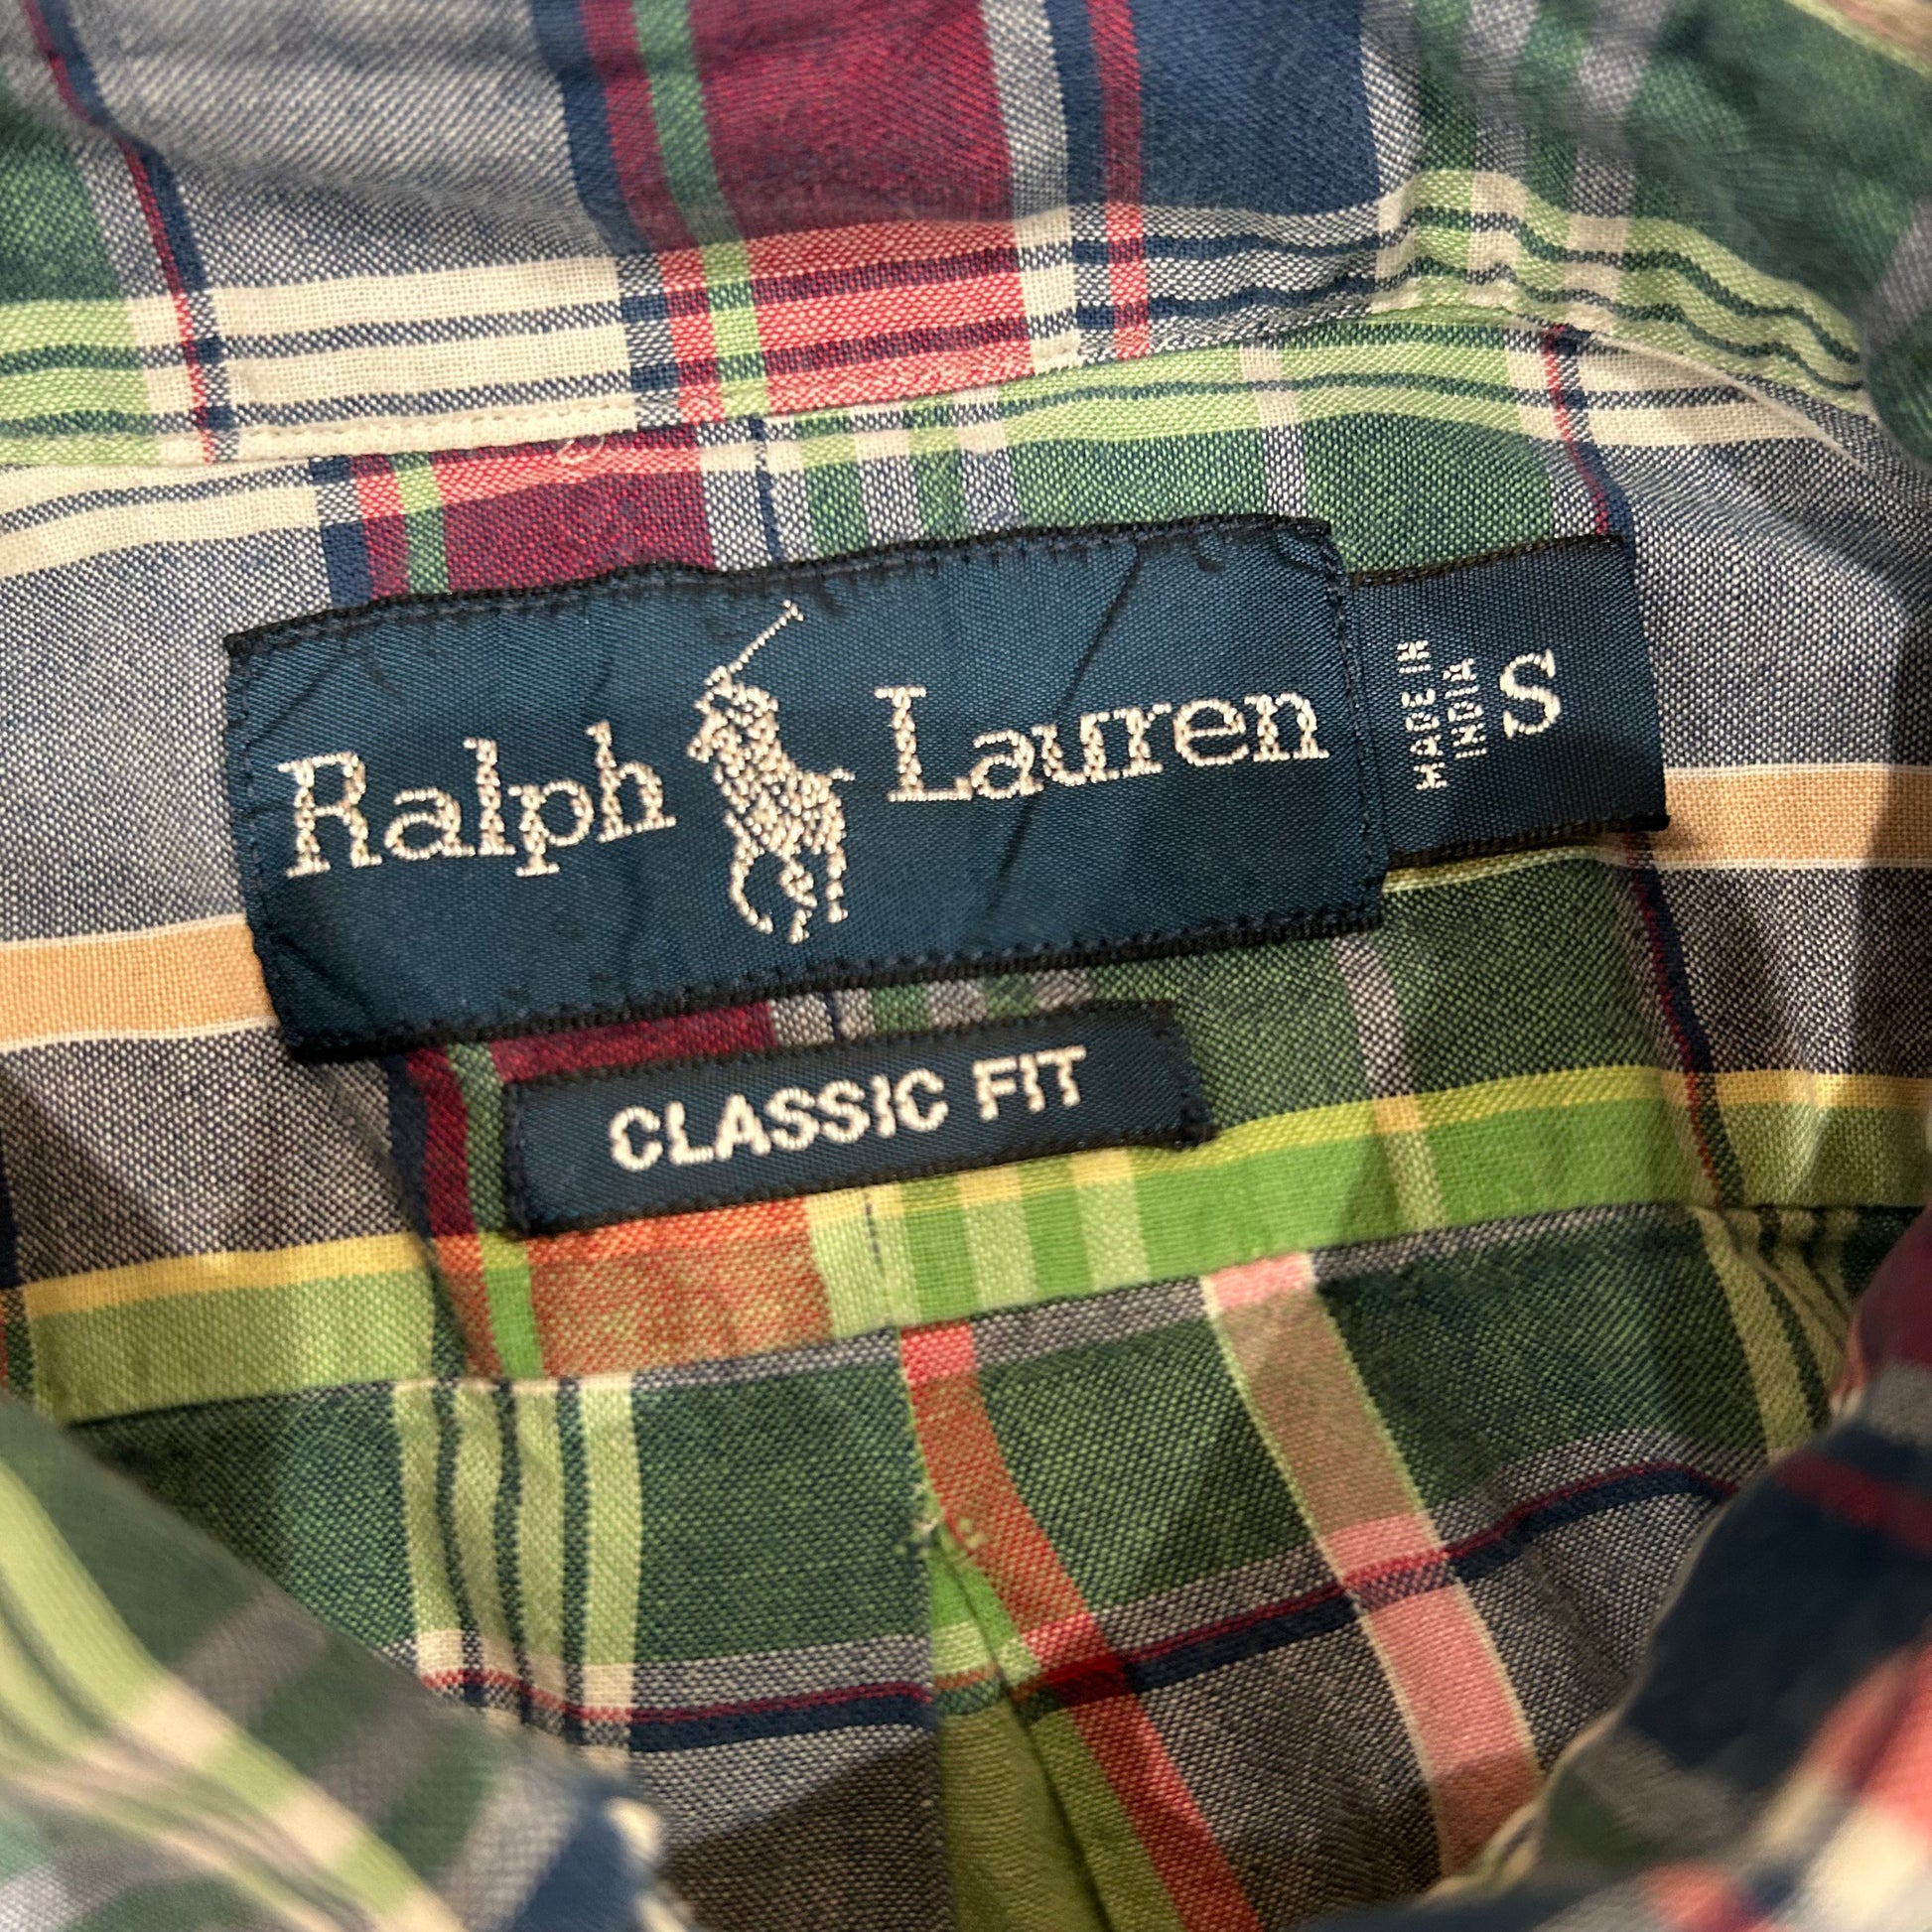 Ralph Lauren
MADE IN
INDIA
S
CLASSIC FIT